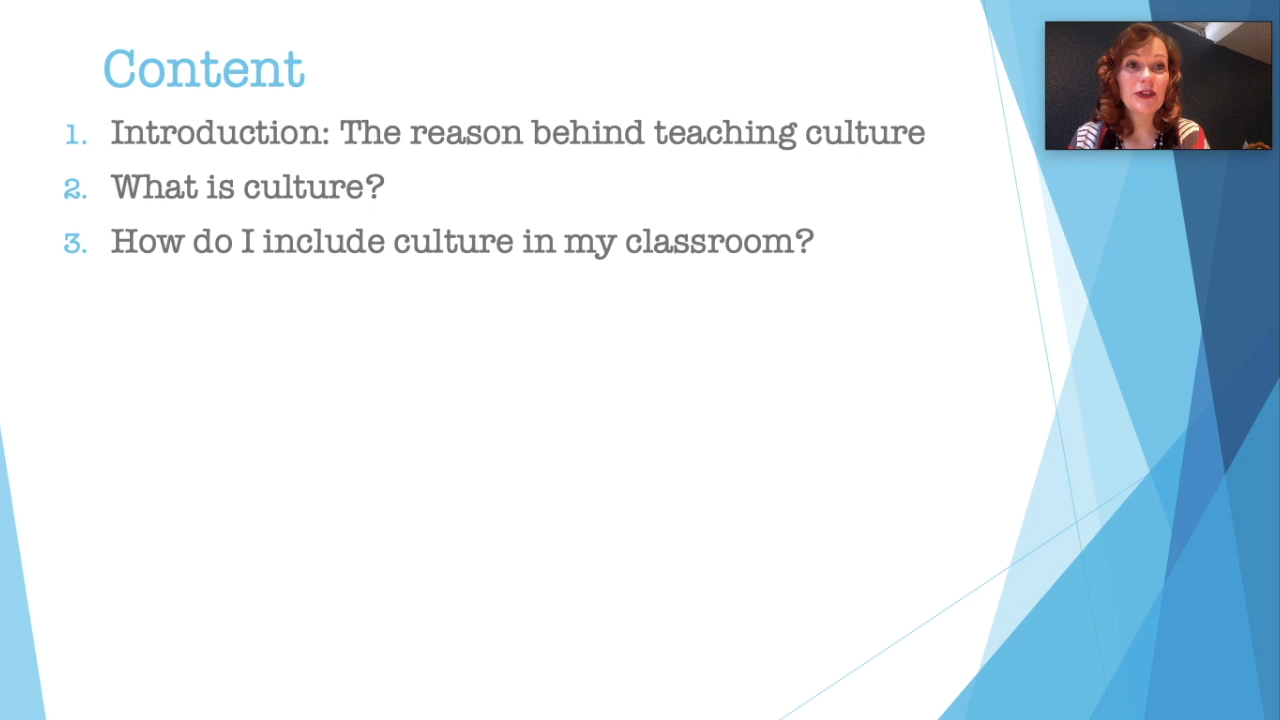 Content
1. Introduction: The reason behind teaching culture
2. What is culture?
3. How do I include culture in my classroom?